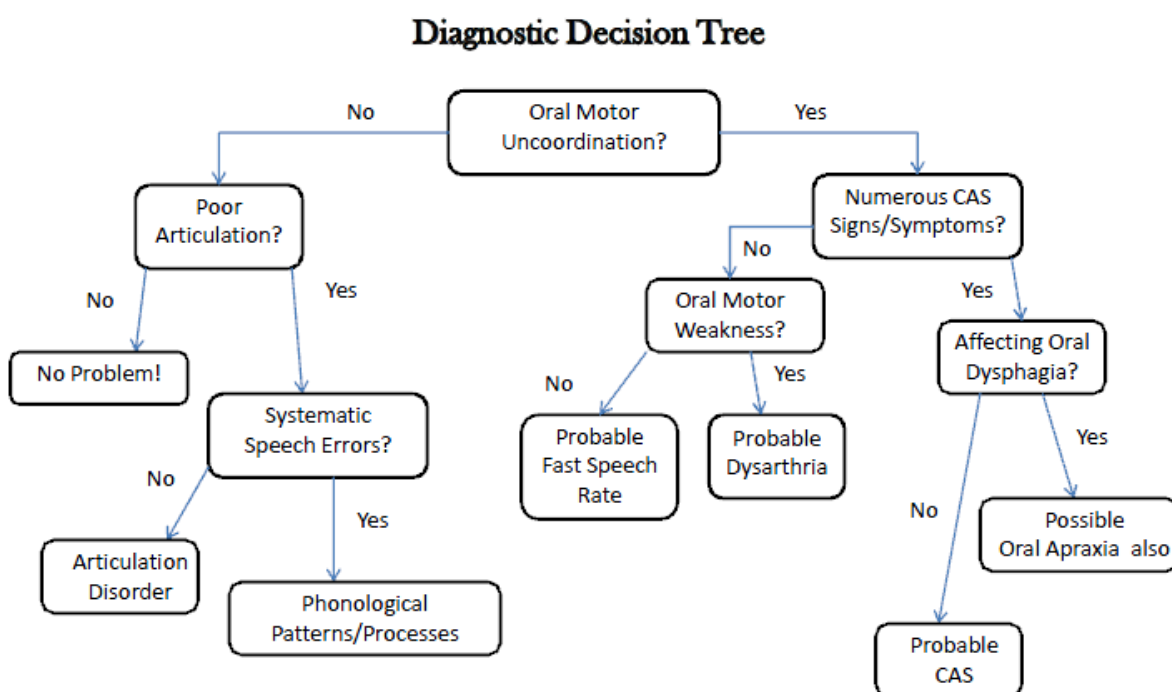 Diagnostic Decision Tree
No
Oral Motor
Uncoordination?
Yes
Poor
Articulation?
Numerous CAS
Signs/Symptoms?
No
Yes
No
Yes
No Problem!
Oral Motor
Weakness?
Affecting Oral
Dysphagia?
Systematic
Speech Errors?
No
Yes
No
Yes
Probable
Fast Speech
Rate
Probable
Dysarthria
No
Yes
Articulation
Disorder
Phonological
Patterns/Processes
No
Yes
Possible
Oral Apraxia also
Probable
CAS